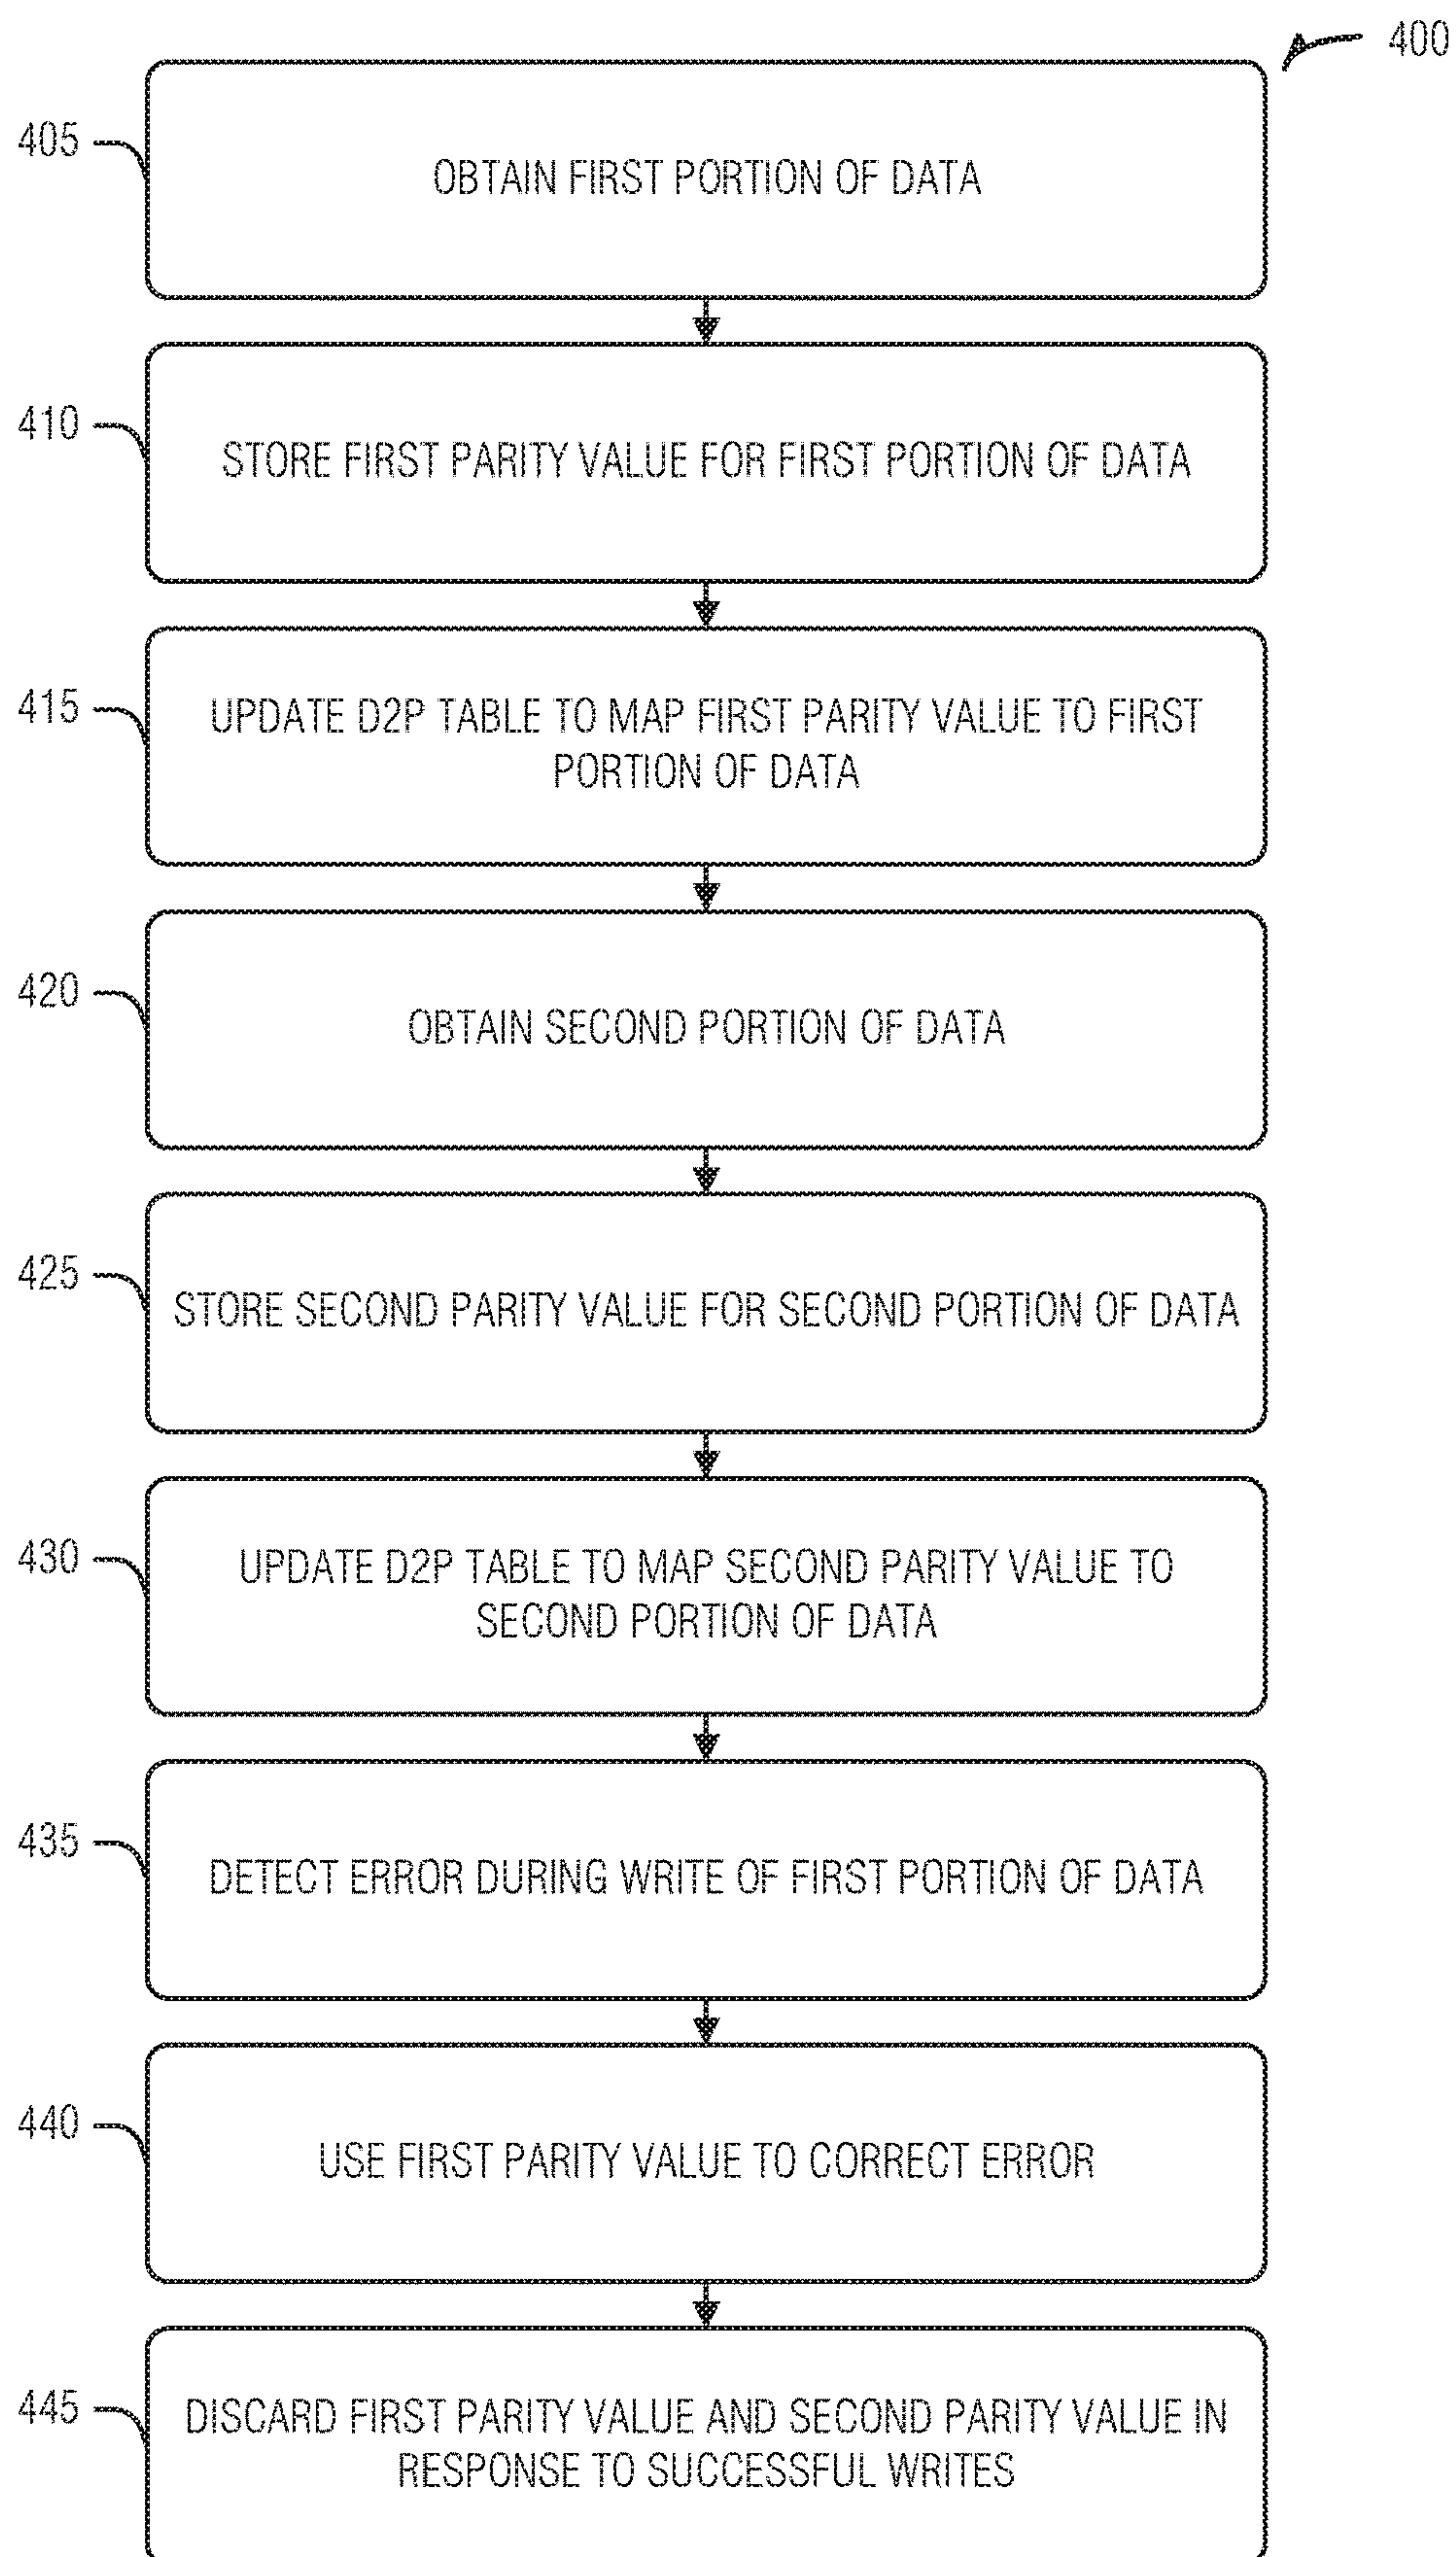 400
405
OBTAIN FIRST PORTION OF DATA
410
STORE FIRST PARITY VALUE FOR FIRST PORTION OF DATA
415
UPDATE D2P TABLE TO MAP FIRST PARITY VALUE TO FIRST
PORTION OF DATA
420
OBTAIN SECOND PORTION OF DATA
425
STORE SECOND PARITY VALUE FOR SECOND PORTION OF DATA
430
UPDATE D2P TABLE TO MAP SECOND PARITY VALUE TO
SECOND PORTION OF DATA
435
DETECT ERROR DURING WRITE OF FIRST PORTION OF DATA
440
USE FIRST PARITY VALUE TO CORRECT ERROR
445
DISCARD FIRST PARITY VALUE AND SECOND PARITY VALUE IN
RESPONSE TO SUCCESSFUL WRITES